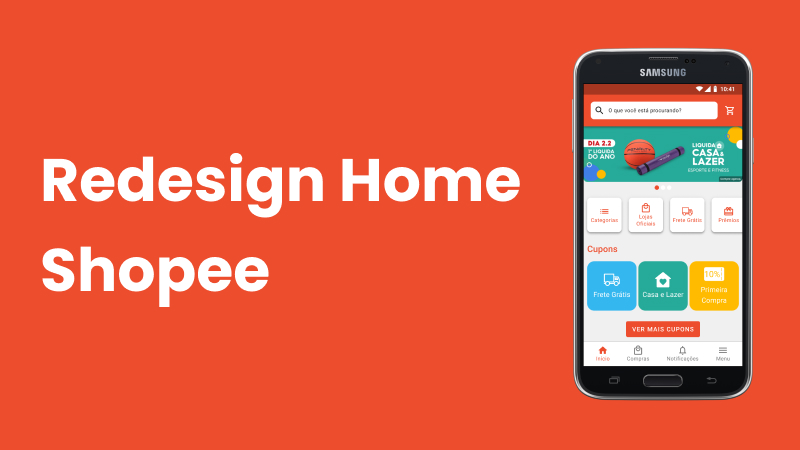 Redesign Home
Shopee
SAMSUNG
10:41
O que você está procurando?
DIA 2.2
1ª LIQUIDA
DO ANO
LIQUIDA
CASA &
LAZER
ESPORTE E FITNESS
Categorias
Lojas
Oficiais
Frete Grátis
Prêmios
Cupons
Frete Grátis
Casa e Lazer
10%
Primeira
Compra
VER MAIS CUPONS
Início
Compras
Notificações
Menu